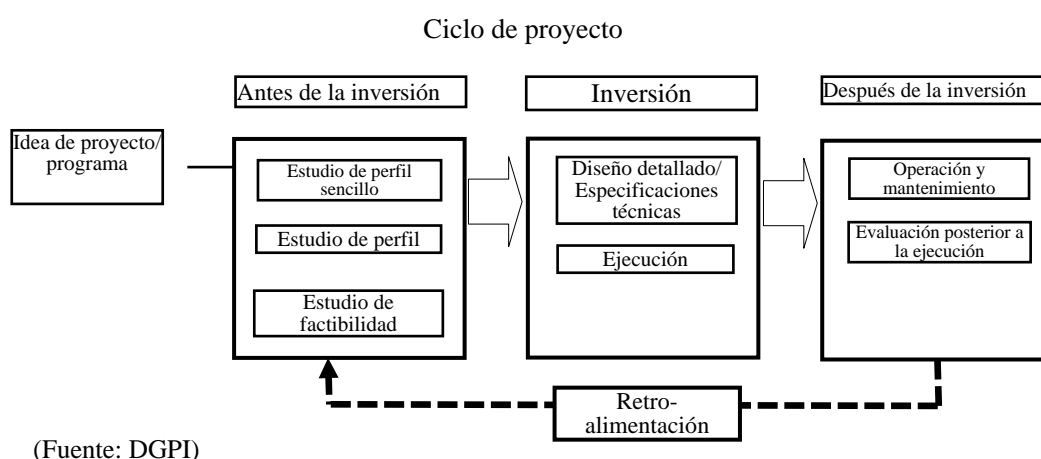 Ciclo de proyecto
Antes de la inversión
Inversión
Después de la inversión
Idea de proyecto/
programa
Estudio de perfil
sencillo
Estudio de perfil
Estudio de
factibilidad
Diseño detallado/
Especificaciones
técnicas
Ejecución
Operación y
mantenimiento
Evaluación posterior a
la ejecución
Retro-
alimentación
(Fuente: DGPI)